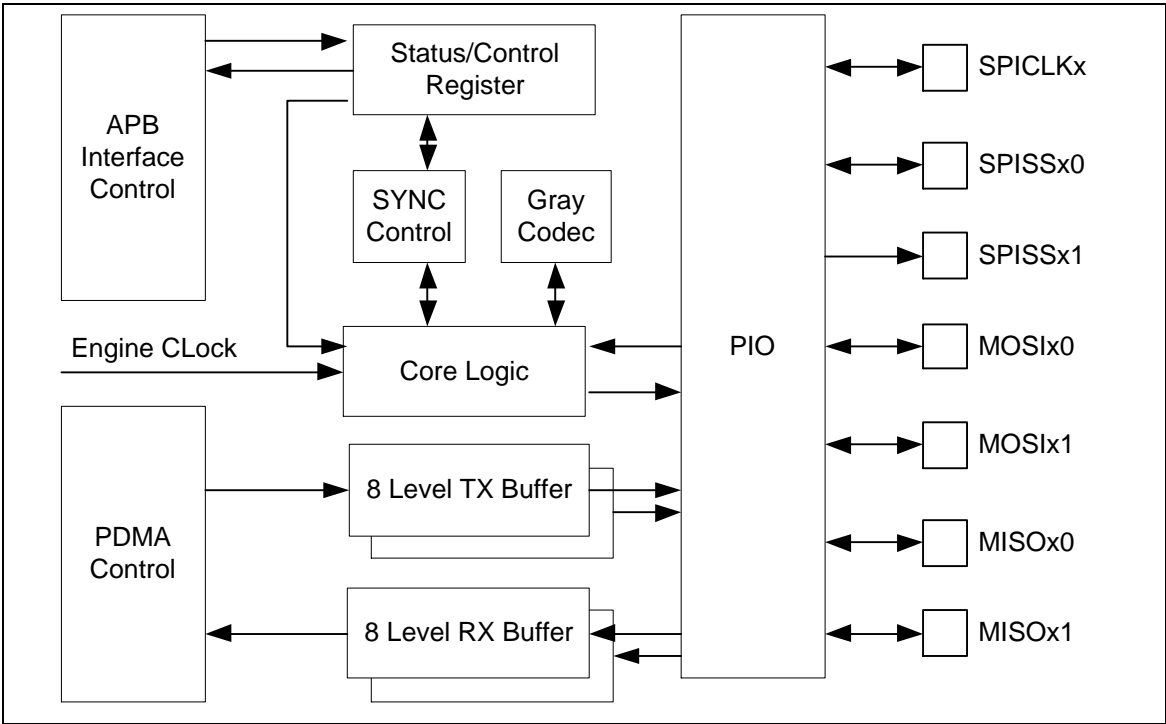 Status/Control
Register
APB
Interface
Control
SYNC
Control
Gray
Codec
Engine CLock
Core Logic
PIO
PDMA
Control
8 Level TX Buffer
8 Level RX Buffer
SPICLKx
SPISSx0
SPISSx1
MOSIx0
MOSIx1
MISOx0
MISOx1